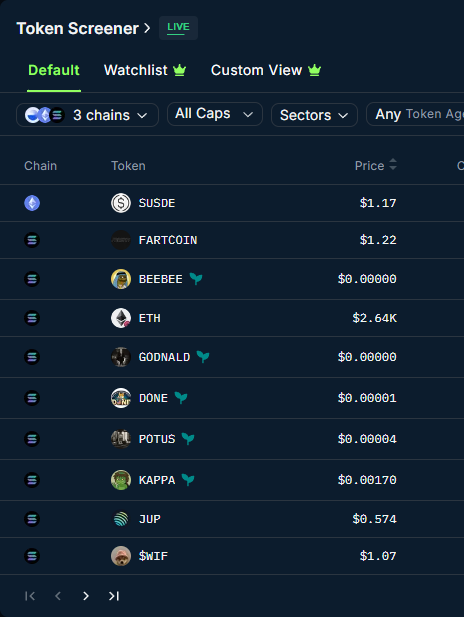 Token Screener > LIVE
Default Watchlist Custom View
3 chains All Caps Sectors Any Token Age
Chain Token Price
SUSDE $1.17
FARTCOIN $1.22
BEEBEE $0.00000
ETH $2.64K
GODNALD $0.00000
DONE $0.00001
POTUS $0.00004
KAPPA $0.00170
JUP $0.574
$WIF $1.07